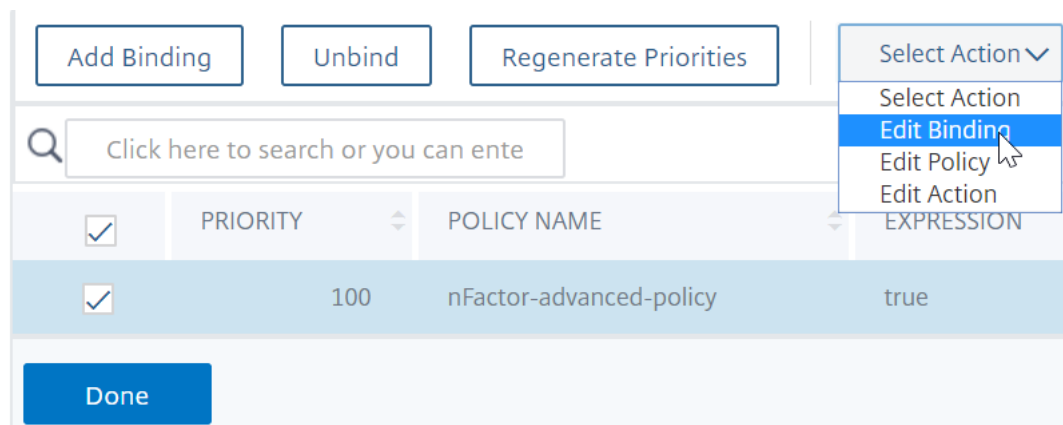 Add Binding Unbind Regenerate Priorities Select Action
Select Action
Edit Binding
Edit Policy
Edit Action
Click here to search or you can ente
PRIORITY POLICY NAME EXPRESSION
100 nFactor-advanced-policy true
Done